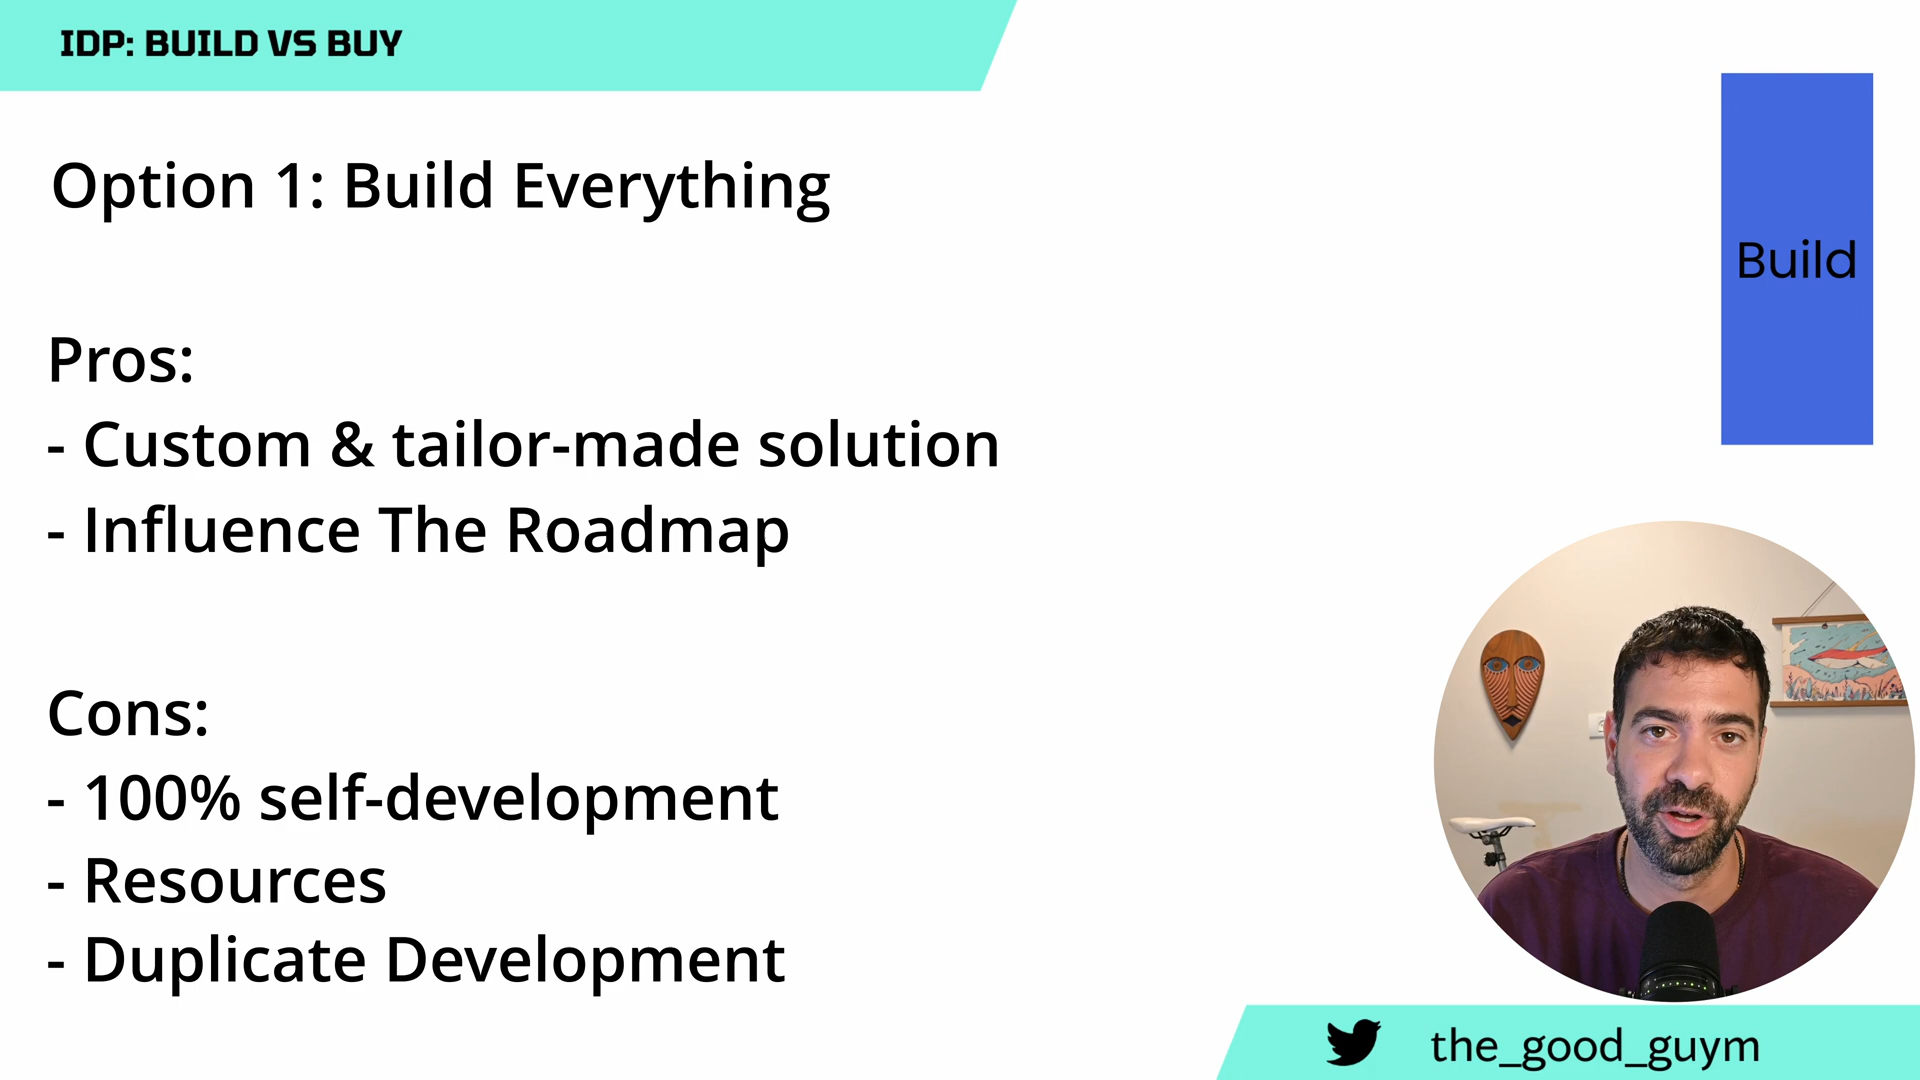 IDP: BUILD VS BUY
Option 1: Build Everything
Build
Pros:
- Custom & tailor-made solution
- Influence The Roadmap
Cons:
- 100% self-development
- Resources
- Duplicate Development
the_good_guym